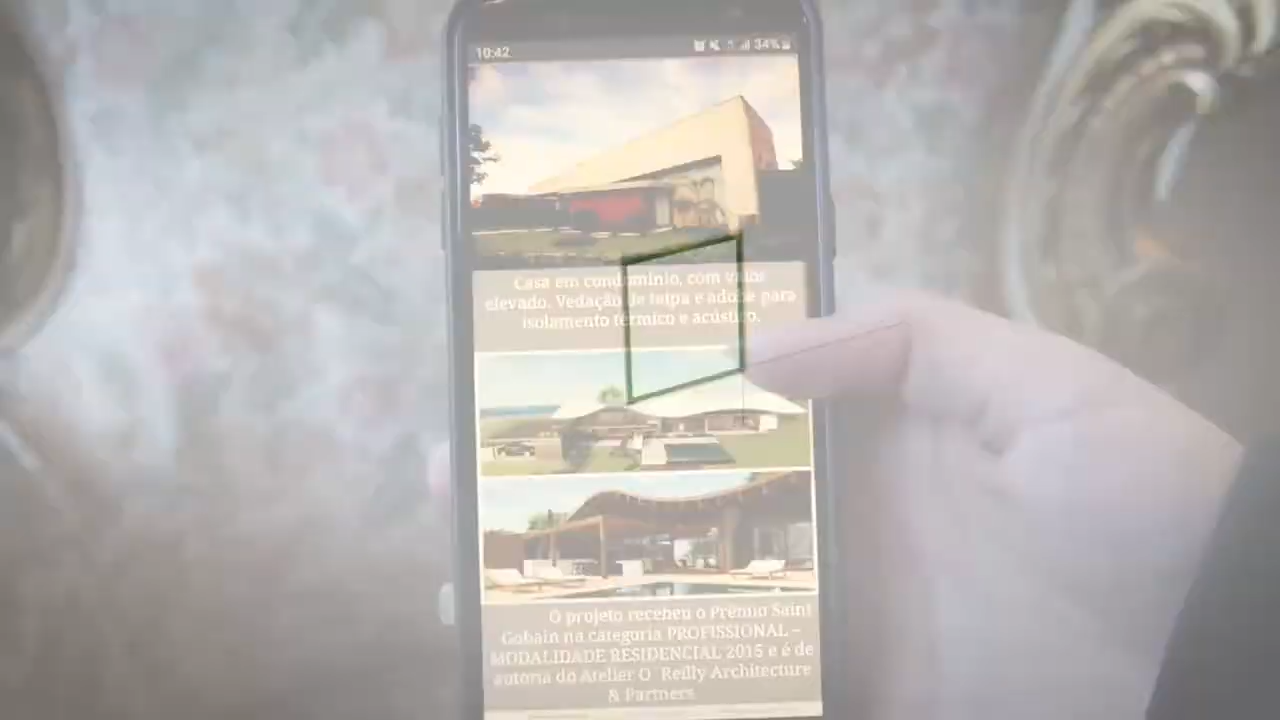 10:42
34%
Casa em condomínio, com vãos
elevado. Vedação de taipa e adobe para
isolamento térmico e acústico.
O projeto recebeu o Prêmio Saint
Gobain na categoria PROFISSIONAL –
MODALIDADE RESIDENCIAL 2015 e é de
autoria do Atelier O´Reilly Architecture
& Partners